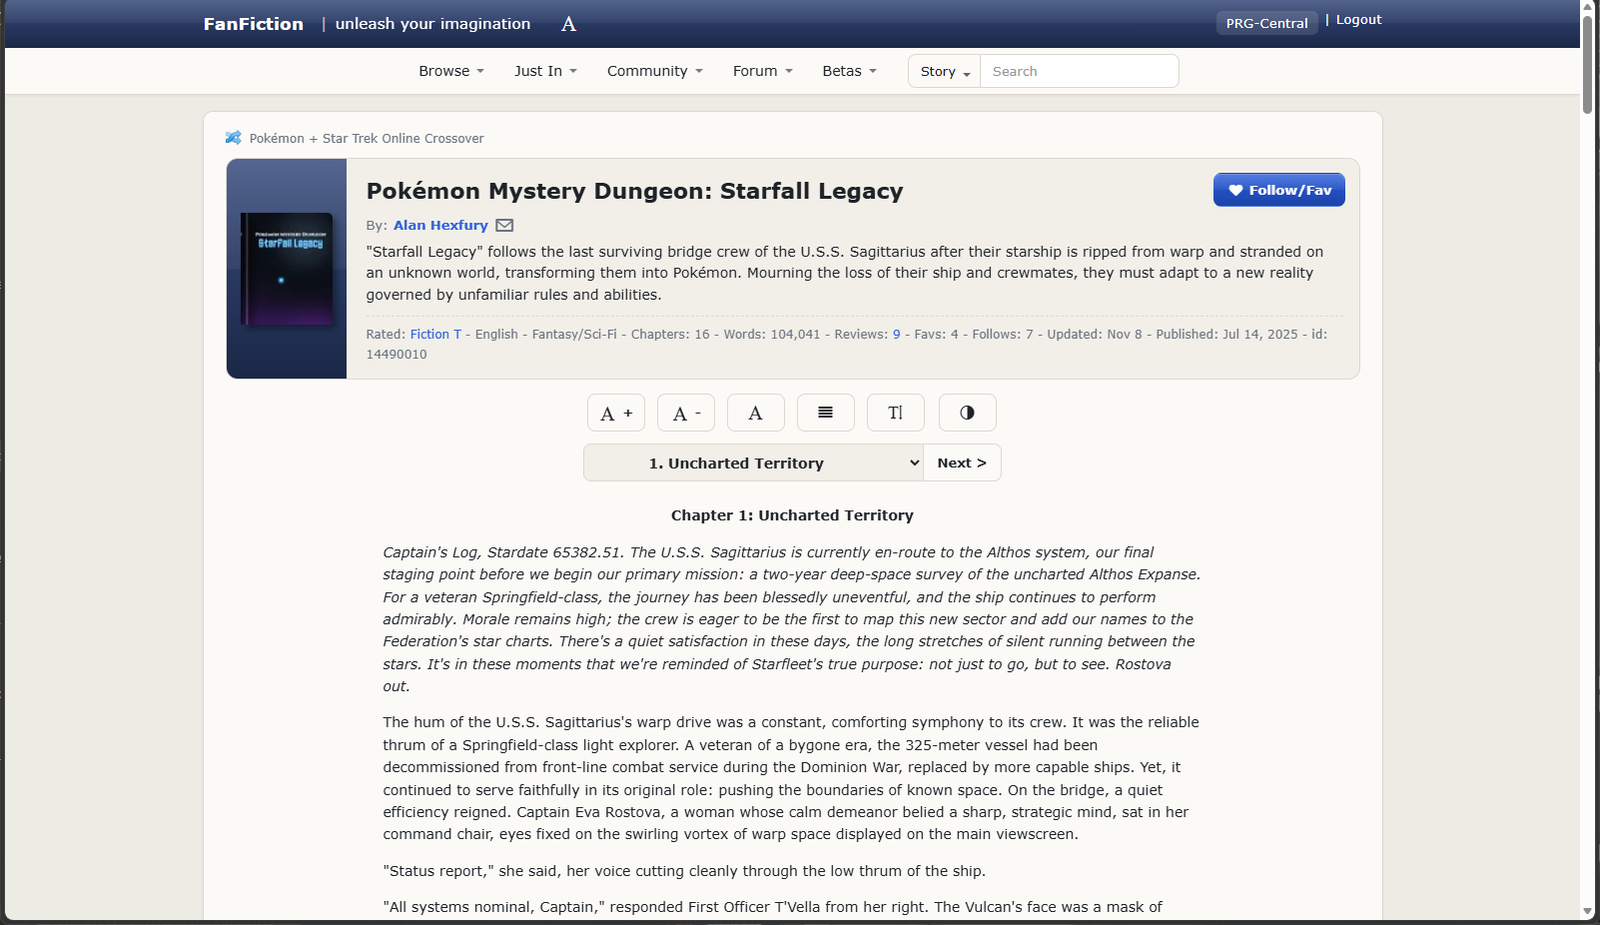 FanFiction | unleash your imagination A
PRG-Central | Logout
Browse Just In Community Forum Betas Story Search
Pokémon + Star Trek Online Crossover
POKEMON MYSTERY DUNGEON
Starfall Legacy
Pokémon Mystery Dungeon: Starfall Legacy
Follow/Fav
By: Alan Hexfury
"Starfall Legacy" follows the last surviving bridge crew of the U.S.S. Sagittarius after their starship is ripped from warp and stranded on
an unknown world, transforming them into Pokémon. Mourning the loss of their ship and crewmates, they must adapt to a new reality
governed by unfamiliar rules and abilities.
Rated: Fiction T - English - Fantasy/Sci-Fi - Chapters: 16 - Words: 104,041 - Reviews: 9 - Favs: 4 - Follows: 7 - Updated: Nov 8 - Published: Jul 14, 2025 - id:
14490010
A + A - A TI
1. Uncharted Territory Next >
Chapter 1: Uncharted Territory
Captain's Log, Stardate 65382.51. The U.S.S. Sagittarius is currently en-route to the Althos system, our final
staging point before we begin our primary mission: a two-year deep-space survey of the uncharted Althos Expanse.
For a veteran Springfield-class, the journey has been blessedly uneventful, and the ship continues to perform
admirably. Morale remains high; the crew is eager to be the first to map this new sector and add our names to the
Federation's star charts. There's a quiet satisfaction in these days, the long stretches of silent running between the
stars. It's in these moments that we're reminded of Starfleet's true purpose: not just to go, but to see. Rostova
out.
The hum of the U.S.S. Sagittarius's warp drive was a constant, comforting symphony to its crew. It was the reliable
thrum of a Springfield-class light explorer. A veteran of a bygone era, the 325-meter vessel had been
decommissioned from front-line combat service during the Dominion War, replaced by more capable ships. Yet, it
continued to serve faithfully in its original role: pushing the boundaries of known space. On the bridge, a quiet
efficiency reigned. Captain Eva Rostova, a woman whose calm demeanor belied a sharp, strategic mind, sat in her
command chair, eyes fixed on the swirling vortex of warp space displayed on the main viewscreen.
"Status report," she said, her voice cutting cleanly through the low thrum of the ship.
"All systems nominal, Captain," responded First Officer T'Vella from her right. The Vulcan's face was a mask of